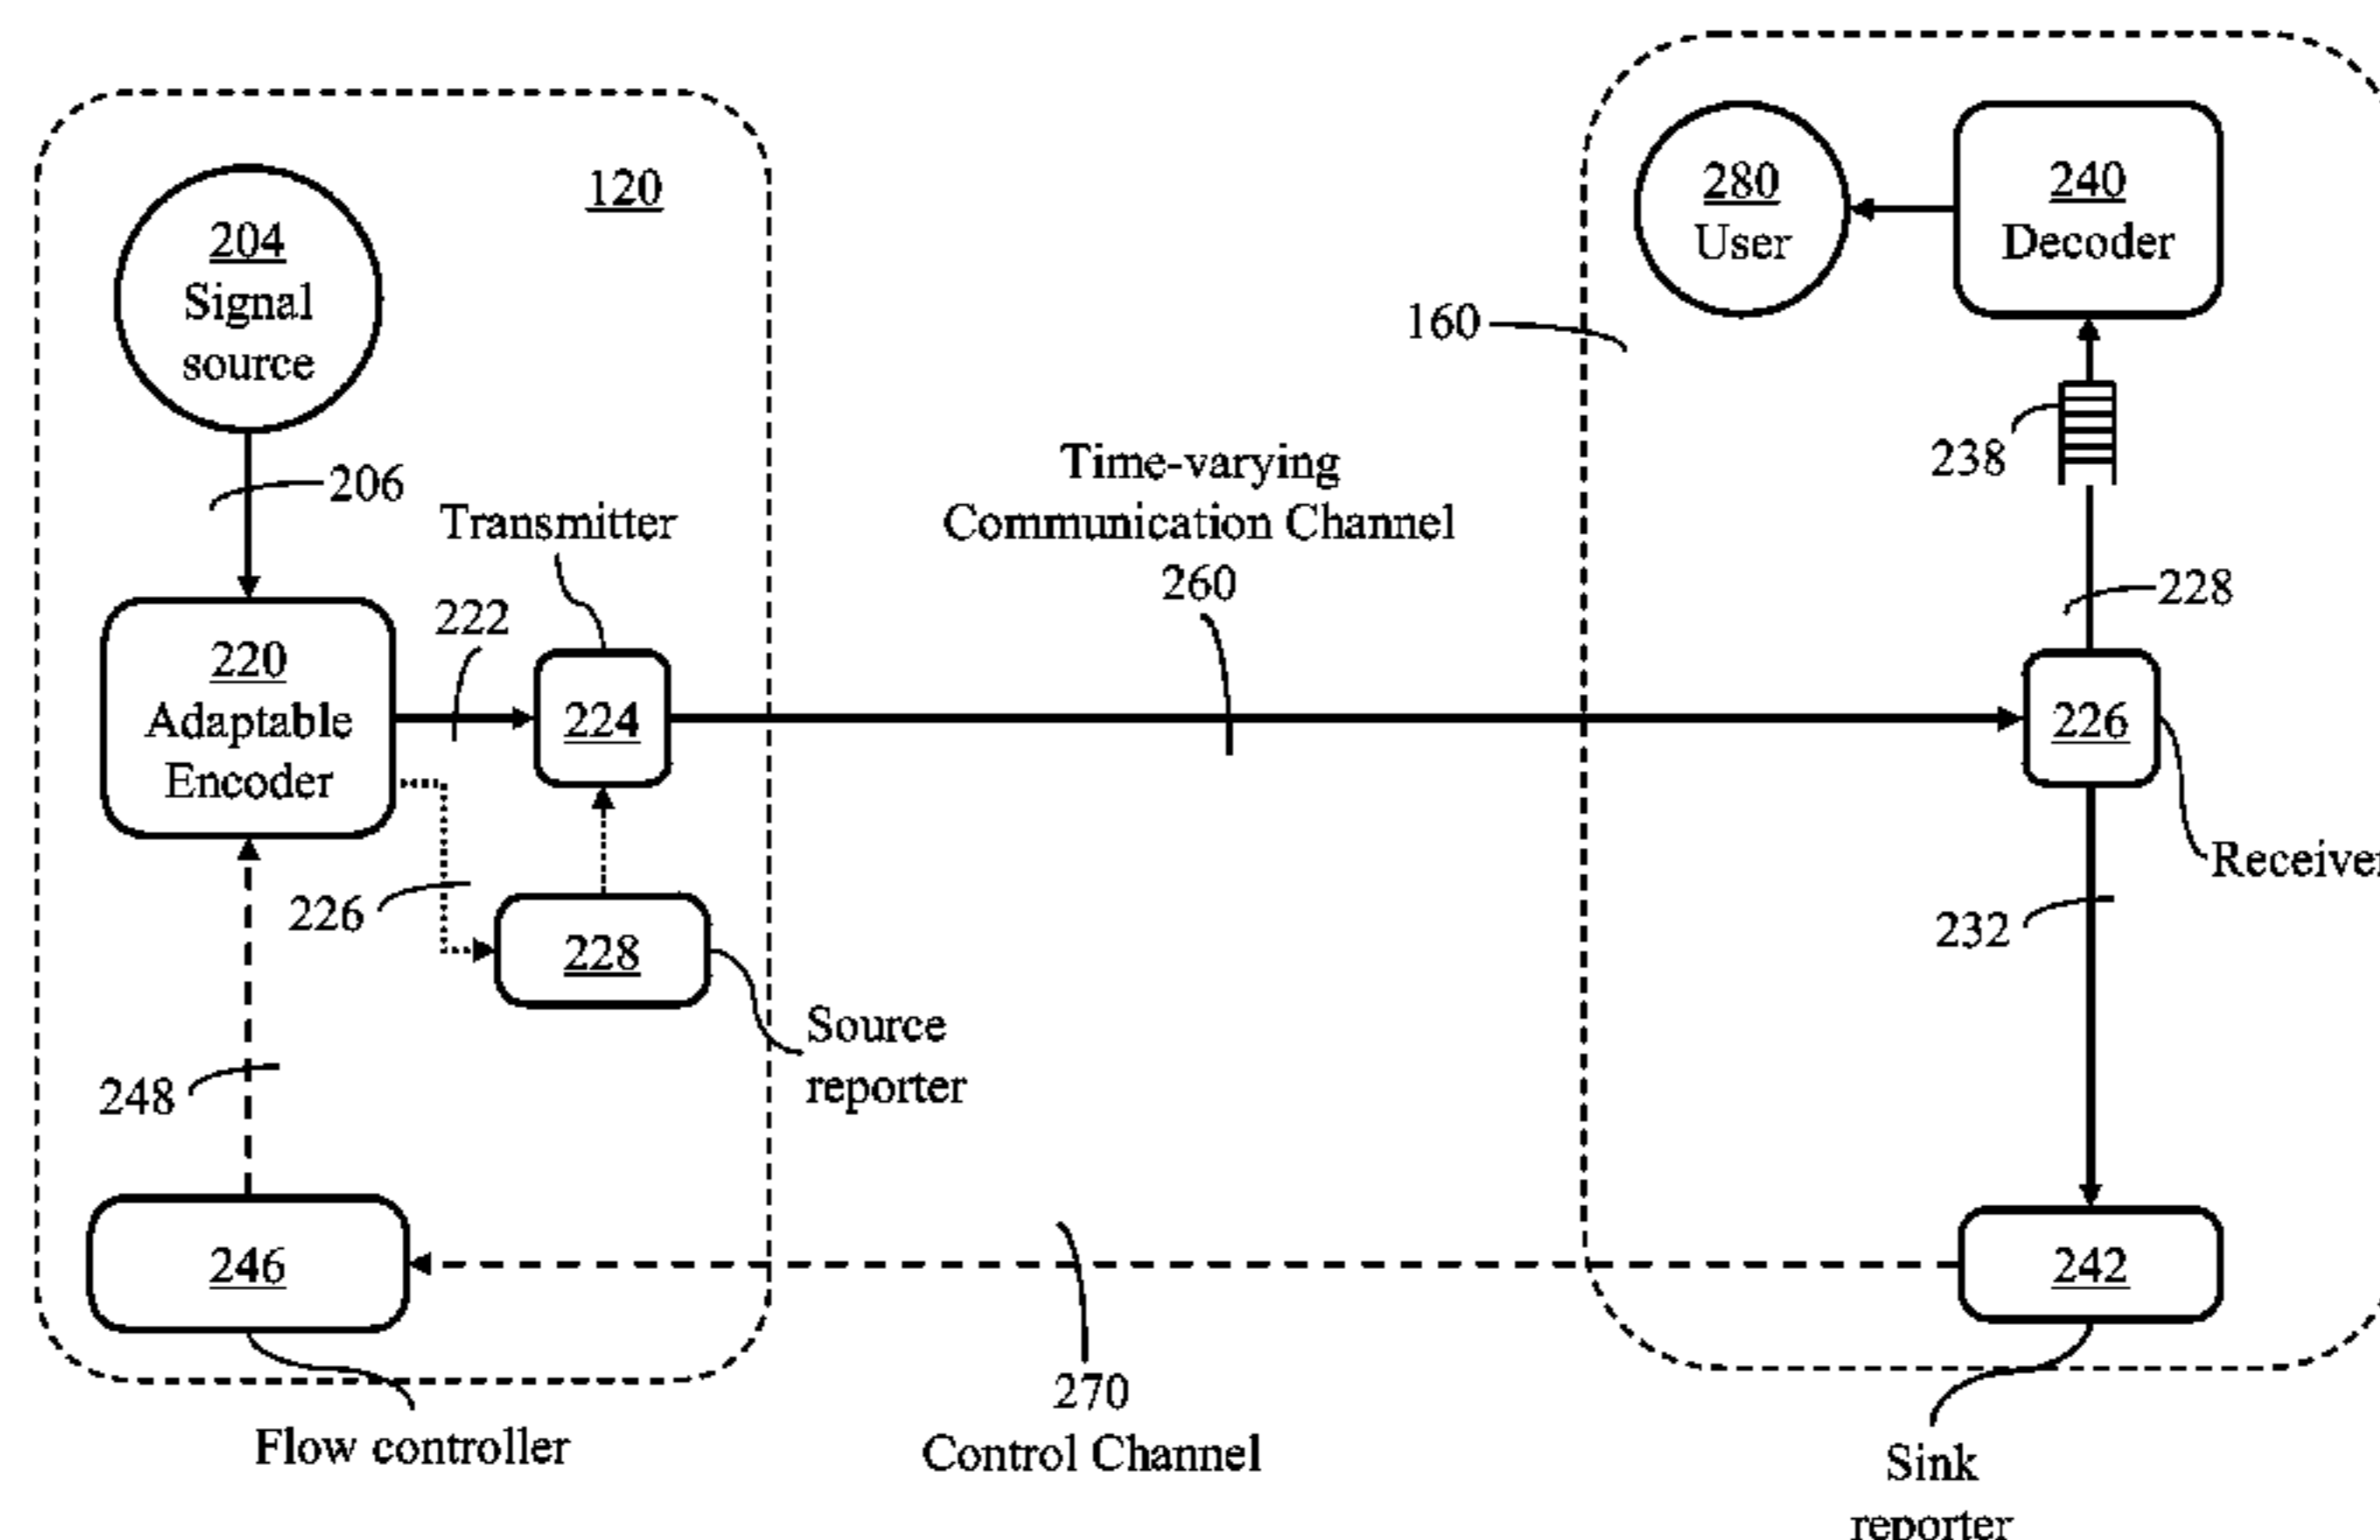 120
204
Signal
source
206
Transmitter
222
220
Adaptable
Encoder
224
226
228
Source
reporter
248
246
Flow controller
Time-varying
Communication Channel
260
270
Control Channel
160
280
User
240
Decoder
238
228
226
Receiver
232
242
Sink
reporter